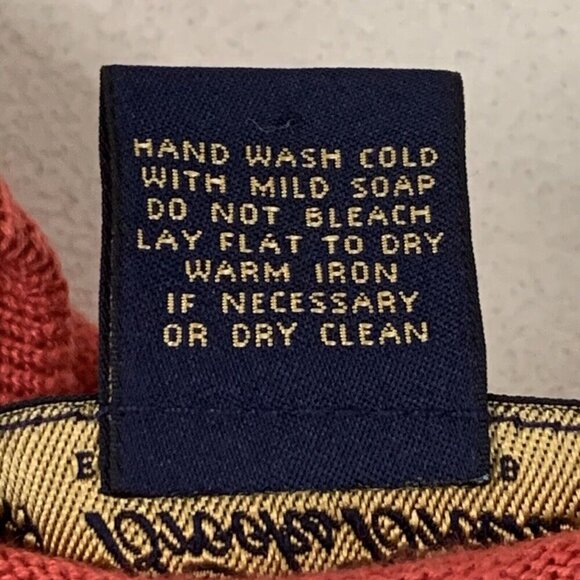 HAND WASH COLD
WITH MILD SOAP
DO NOT BLEACH
LAY FLAT TO DRY
WARM IRON
IF NECESSARY
OR DRY CLEAN
E B
Brooks